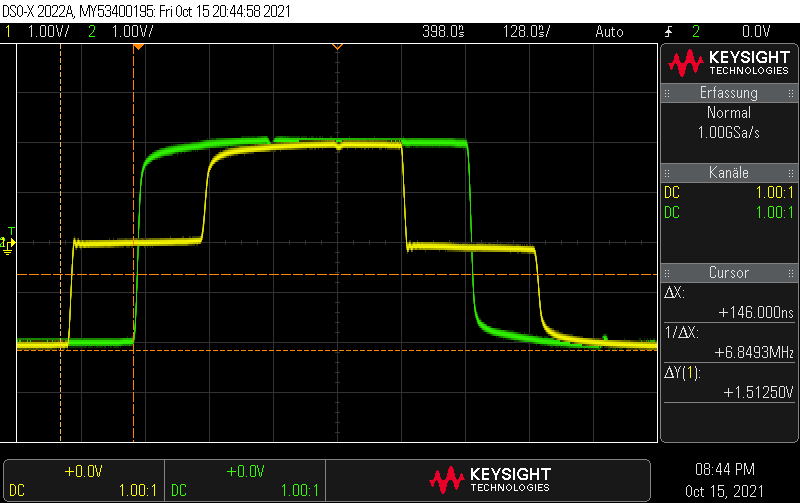 DSO-X 2022A, MY53400195: Fri Oct 15 20:44:58 2021
1 1.00V/ 2 1.00V/ 398.0ns 128.0ns/ Auto 2 0.0V
KEYSIGHT
TECHNOLOGIES
Erfassung
Normal
1.00GSa/s
Kanäle
DC 1.00:1
DC 1.00:1
Cursor
ΔX:
+146.000ns
1/ΔX:
+6.8493MHz
ΔY(1):
+1.51250V
T
2
+0.0V
DC 1.00:1
+0.0V
DC 1.00:1
KEYSIGHT
TECHNOLOGIES
08:44 PM
Oct 15, 2021